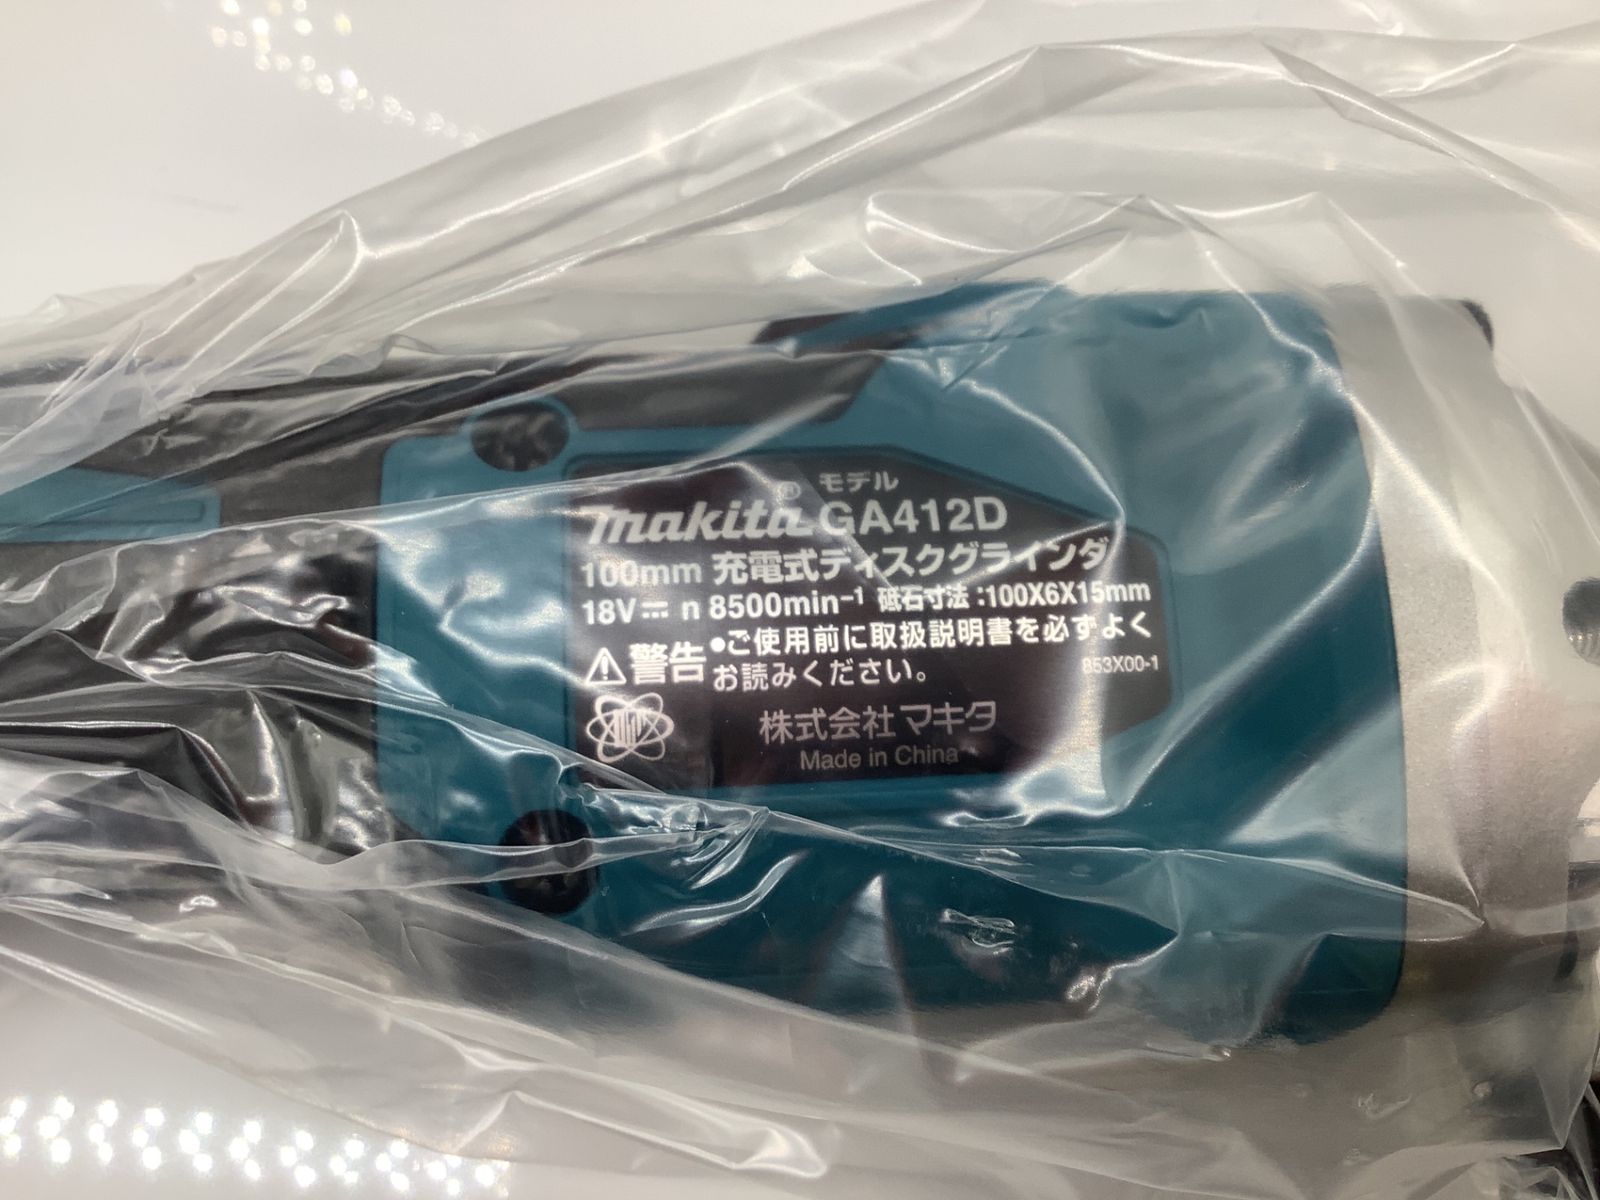 モデル
makita® GA412D
100mm 充電式ディスクグラインダ
18V⎓ n 8500min⁻¹ 砥石寸法:100X6X15mm
⚠警告 •ご使用前に取扱説明書を必ずよく
お読みください。 853X00-1
株式会社マキタ
Made in China